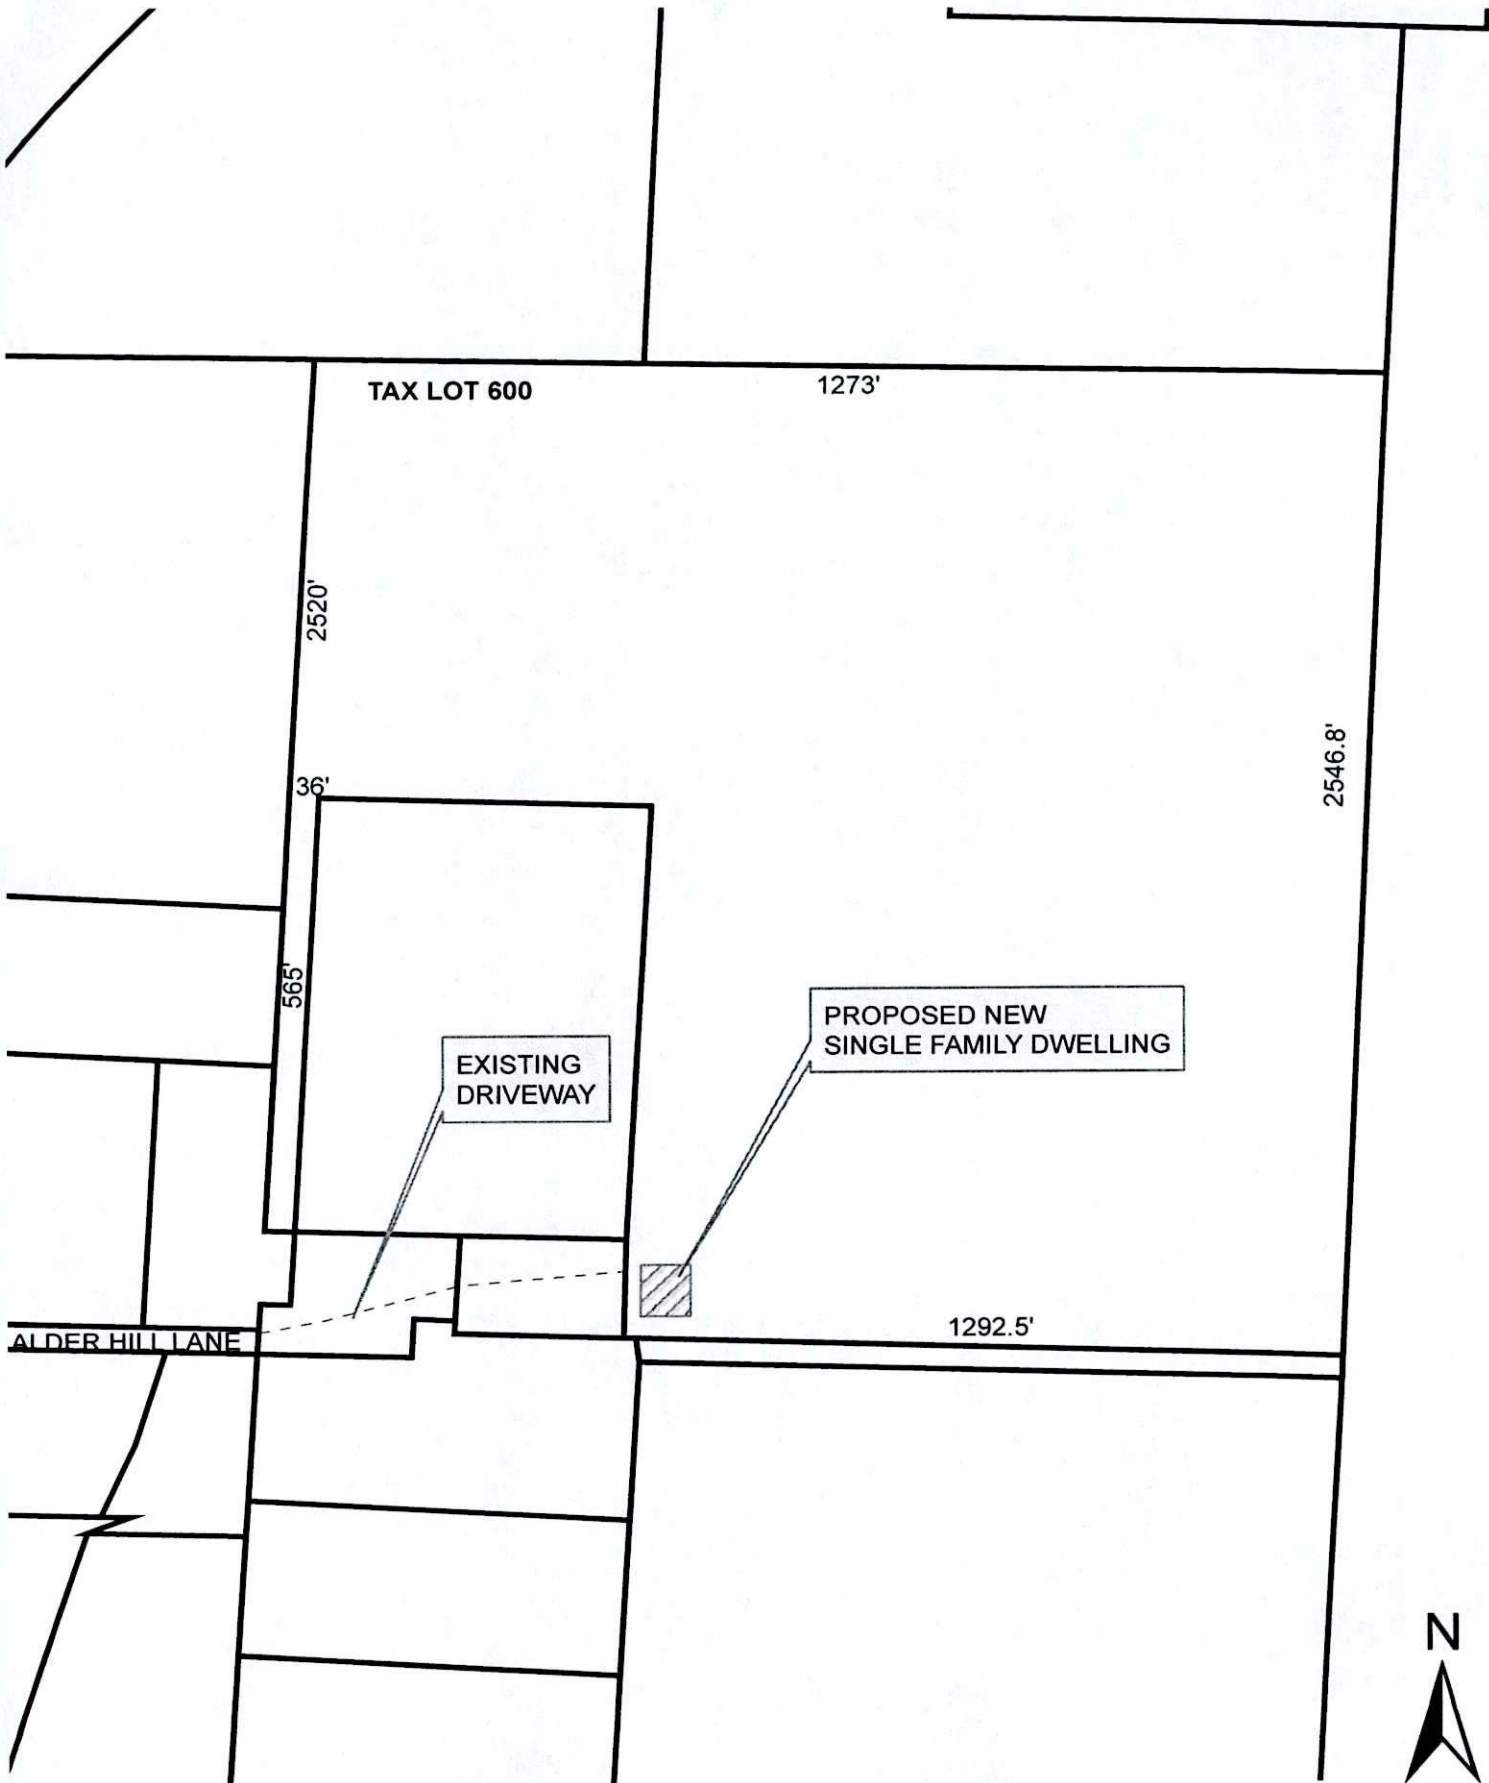 TAX LOT 600
1273'
2520'
2546.8'
36'
565'
PROPOSED NEW
SINGLE FAMILY DWELLING
EXISTING
DRIVEWAY
1292.5'
ALDER HILL LANE
N